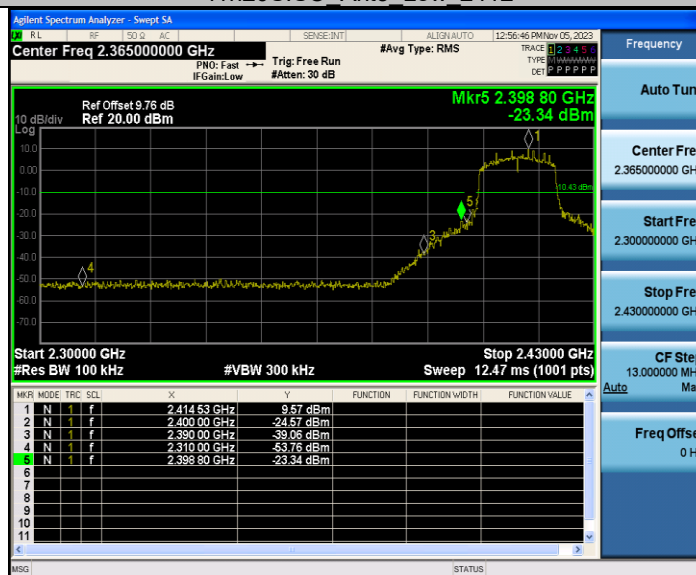 Agilent Spectrum Analyzer - Swept SA
RL RF 50 Ω AC SENSE:INT ALIGN AUTO 12:56:46 PM Nov 05, 2023
Center Freq 2.365000000 GHz #Avg Type: RMS TRACE 1 2 3 4 5 6
PNO: Fast Trig: Free Run TYPE M
IFGain:Low #Atten: 30 dB DET P P P P P P
Mkr5 2.398 80 GHz
-23.34 dBm
Ref Offset 9.76 dB
10 dB/div Ref 20.00 dBm
Log
10.0
0.00
-10.0
-20.0
-30.0
-40.0
-50.0
-60.0
-70.0
1
5
3
4
-10.43 dBm
Start 2.30000 GHz Stop 2.43000 GHz
#Res BW 100 kHz #VBW 300 kHz Sweep 12.47 ms (1001 pts)
MKR MODE TRC SCL X Y FUNCTION FUNCTION WIDTH FUNCTION VALUE
1 N 1 f 2.414 53 GHz 9.57 dBm
2 N 1 f 2.400 00 GHz -24.57 dBm
3 N 1 f 2.390 00 GHz -39.06 dBm
4 N 1 f 2.310 00 GHz -53.76 dBm
5 N 1 f 2.398 80 GHz -23.34 dBm
6
7
8
9
10
11
MSG STATUS
Frequency
Auto Tun
Center Fre
2.365000000 GH
Start Fre
2.300000000 GH
Stop Fre
2.430000000 GH
CF Ste
13.000000 MH
Auto Ma
Freq Offse
0 H